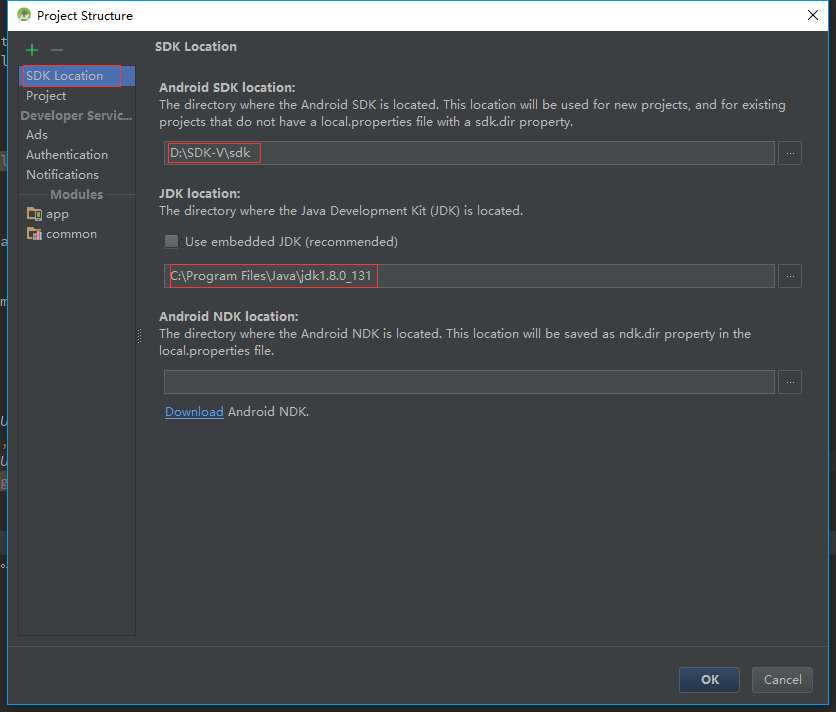 Project Structure
SDK Location
Project
Developer Servic...
Ads
Authentication
Notifications
Modules
app
common
SDK Location
Android SDK location:
The directory where the Android SDK is located. This location will be used for new projects, and for existing
projects that do not have a local.properties file with a sdk.dir property.
D:\SDK-V\sdk
...
JDK location:
The directory where the Java Development Kit (JDK) is located.
Use embedded JDK (recommended)
C:\Program Files\Java\jdk1.8.0_131
...
Android NDK location:
The directory where the Android NDK is located. This location will be saved as ndk.dir property in the
local.properties file.
...
Download Android NDK.
OK
Cancel